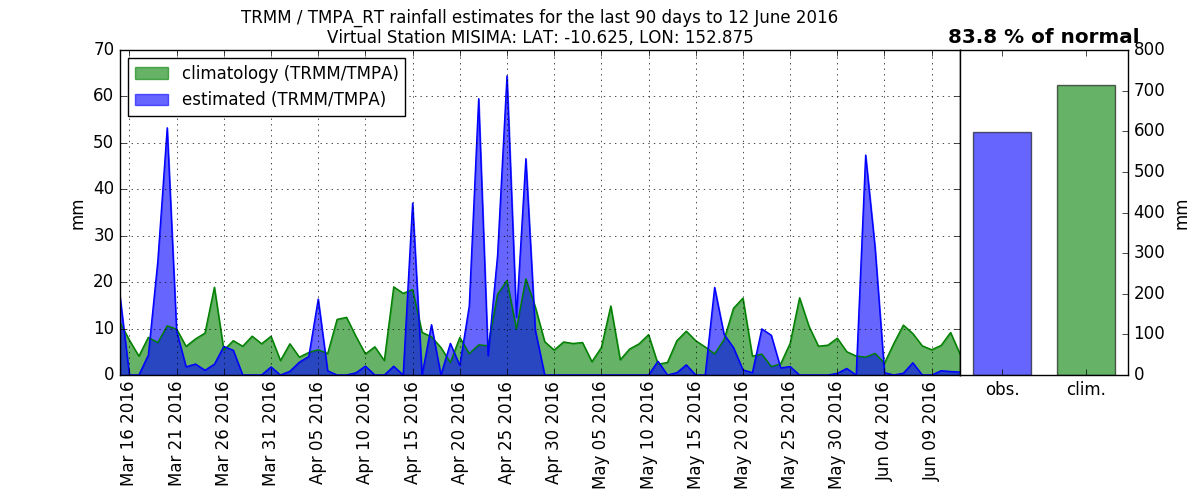 TRMM / TMPA_RT rainfall estimates for the last 90 days to 12 June 2016
Virtual Station MISIMA: LAT: -10.625, LON: 152.875
83.8 % of normal
climatology (TRMM/TMPA)
estimated (TRMM/TMPA)
70
60
50
40
30
20
10
0
mm
Mar 16 2016
Mar 21 2016
Mar 26 2016
Mar 31 2016
Apr 05 2016
Apr 10 2016
Apr 15 2016
Apr 20 2016
Apr 25 2016
Apr 30 2016
May 05 2016
May 10 2016
May 15 2016
May 20 2016
May 25 2016
May 30 2016
Jun 04 2016
Jun 09 2016
obs.
clim.
800
700
600
500
400
300
200
100
0
mm